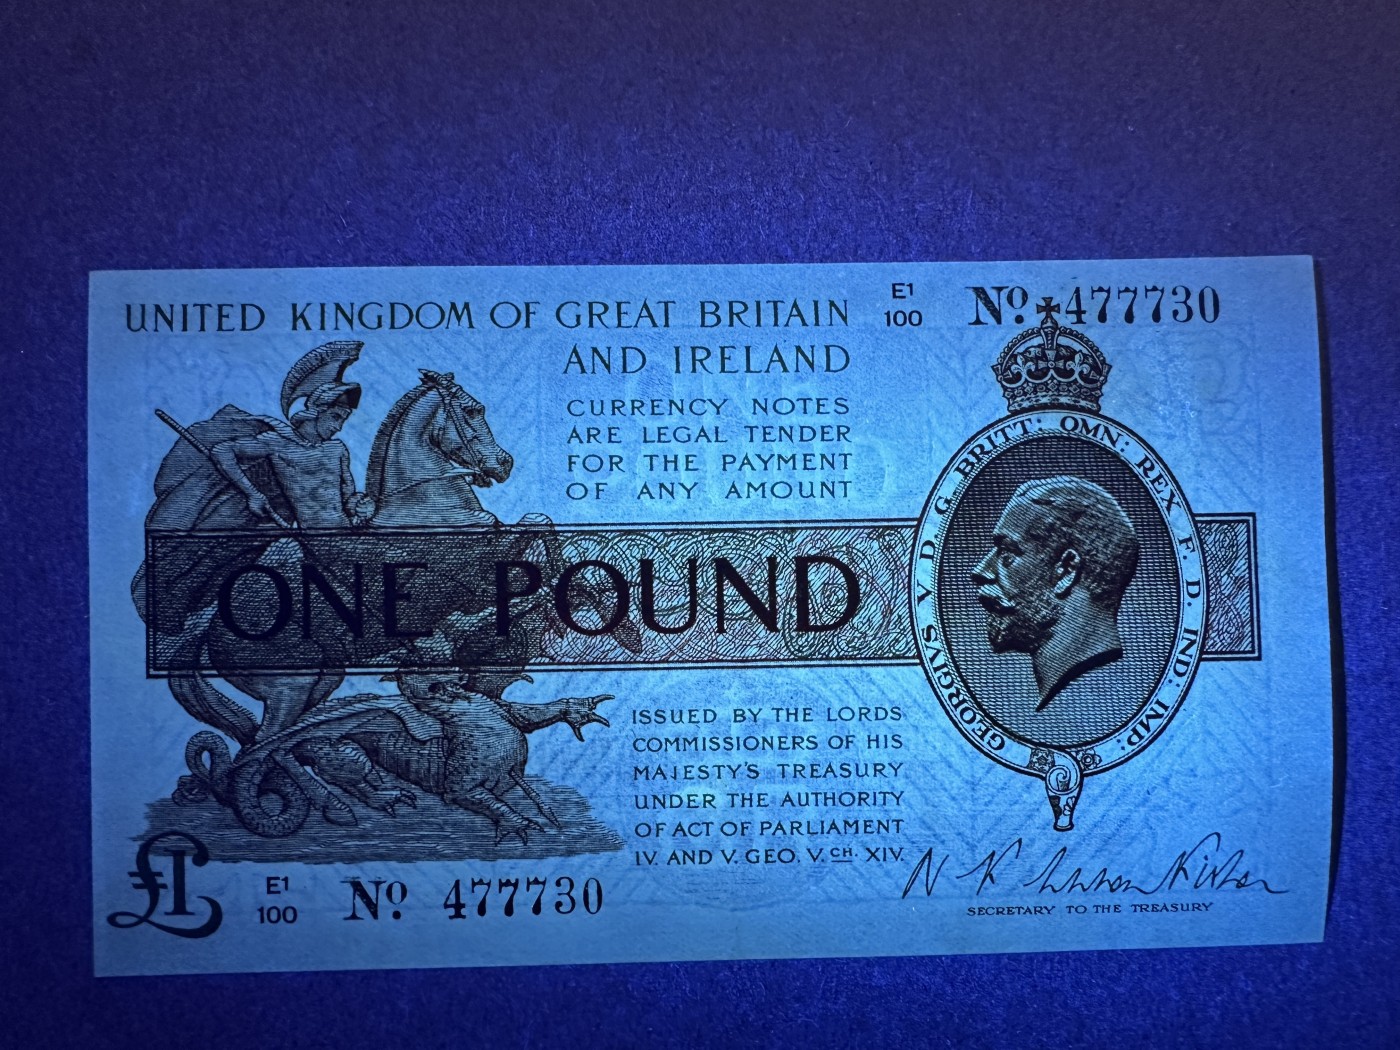 UNITED KINGDOM OF GREAT BRITAIN
AND IRELAND
E1
100
No. 477730
CURRENCY NOTES
ARE LEGAL TENDER
FOR THE PAYMENT
OF ANY AMOUNT
ONE POUND
GEORGIVS V D. G. BRITT: OMN: REX F. D. IND: IMP:
ISSUED BY THE LORDS
COMMISSIONERS OF HIS
MAJESTY'S TREASURY
UNDER THE AUTHORITY
OF ACT OF PARLIAMENT
IV. AND V. GEO. V. CH. XIV.
£1
E1
100
No. 477730
SECRETARY TO THE TREASURY